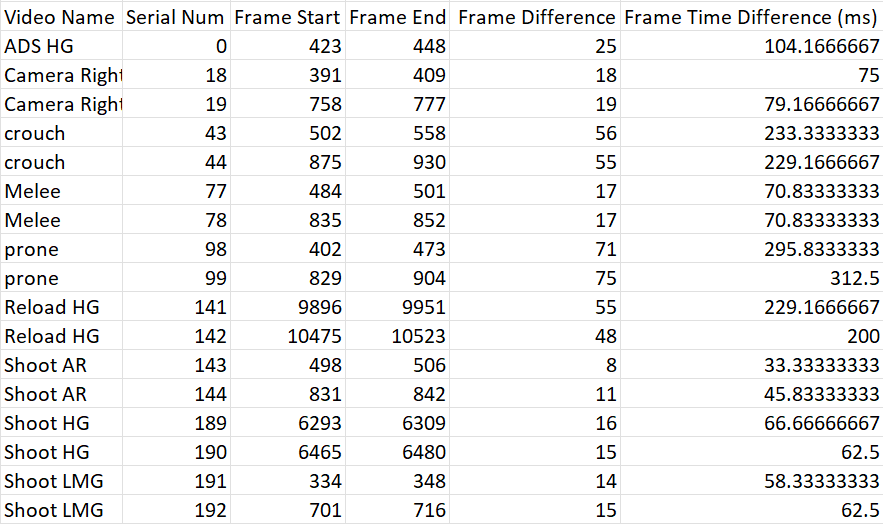 Video Name Serial Num Frame Start Frame End Frame Difference Frame Time Difference (ms)
ADS HG 0 423 448 25 104.1666667
Camera Right 18 391 409 18 75
Camera Right 19 758 777 19 79.16666667
crouch 43 502 558 56 233.3333333
crouch 44 875 930 55 229.1666667
Melee 77 484 501 17 70.83333333
Melee 78 835 852 17 70.83333333
prone 98 402 473 71 295.8333333
prone 99 829 904 75 312.5
Reload HG 141 9896 9951 55 229.1666667
Reload HG 142 10475 10523 48 200
Shoot AR 143 498 506 8 33.33333333
Shoot AR 144 831 842 11 45.83333333
Shoot HG 189 6293 6309 16 66.66666667
Shoot HG 190 6465 6480 15 62.5
Shoot LMG 191 334 348 14 58.33333333
Shoot LMG 192 701 716 15 62.5